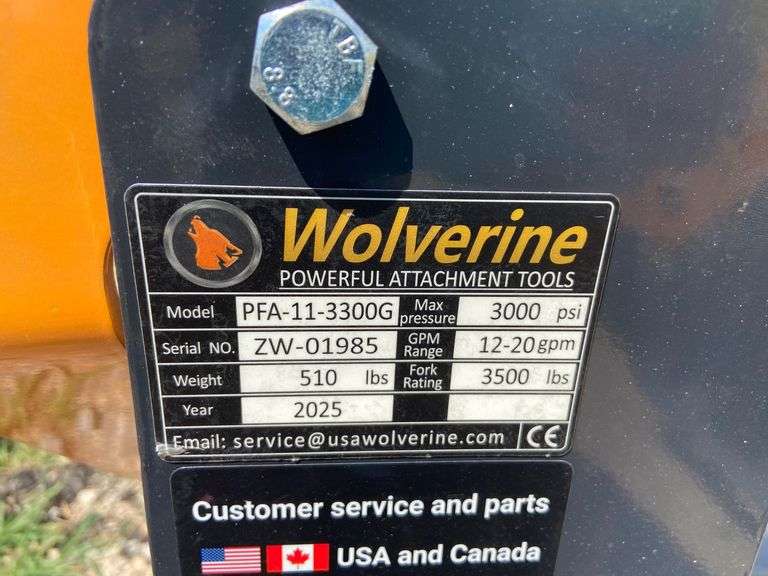 8.8
Wolverine
POWERFUL ATTACHMENT TOOLS
Model PFA-11-3300G Max pressure 3000 psi
Serial NO. ZW-01985 GPM Range 12-20gpm
Weight 510 lbs Fork Rating 3500 lbs
Year 2025
Email: service@usawolverine.com CE
Customer service and parts
USA and Canada